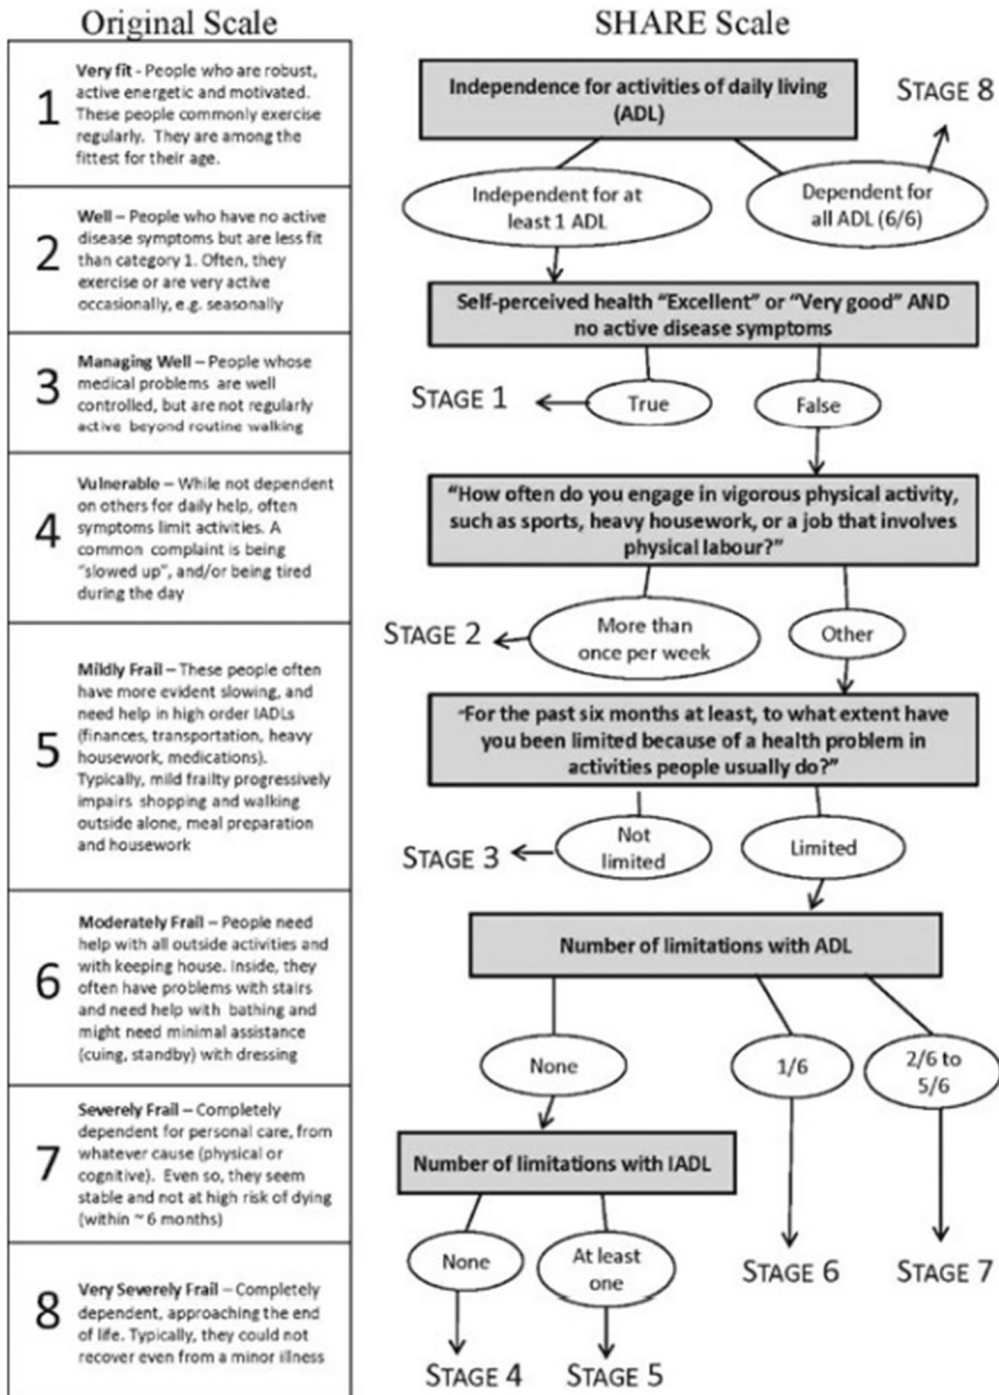 Original Scale
1
Very fit - People who are robust,
active energetic and motivated.
These people commonly exercise
regularly. They are among the
fittest for their age.
2
Well – People who have no active
disease symptoms but are less fit
than category 1. Often, they
exercise or are very active
occasionally, e.g. seasonally
3
Managing Well – People whose
medical problems are well
controlled, but are not regularly
active beyond routine walking
4
Vulnerable – While not dependent
on others for daily help, often
symptoms limit activities. A
common complaint is being
"slowed up", and/or being tired
during the day
5
Mildly Frail – These people often
have more evident slowing, and
need help in high order IADLs
(finances, transportation, heavy
housework, medications).
Typically, mild frailty progressively
impairs shopping and walking
outside alone, meal preparation
and housework
6
Moderately Frail – People need
help with all outside activities and
with keeping house. Inside, they
often have problems with stairs
and need help with bathing and
might need minimal assistance
(cuing, standby) with dressing
7
Severely Frail – Completely
dependent for personal care, from
whatever cause (physical or
cognitive). Even so, they seem
stable and not at high risk of dying
(within ~ 6 months)
8
Very Severely Frail – Completely
dependent, approaching the end
of life. Typically, they could not
recover even from a minor illness
SHARE Scale
Independence for activities of daily living
(ADL)
STAGE 8
Independent for at
least 1 ADL
Dependent for
all ADL (6/6)
Self-perceived health "Excellent" or "Very good" AND
no active disease symptoms
STAGE 1
True
False
"How often do you engage in vigorous physical activity,
such as sports, heavy housework, or a job that involves
physical labour?"
STAGE 2
More than
once per week
Other
"For the past six months at least, to what extent have
you been limited because of a health problem in
activities people usually do?"
STAGE 3
Not
limited
Limited
Number of limitations with ADL
None
1/6
2/6 to
5/6
Number of limitations with IADL
None
At least
one
STAGE 6
STAGE 7
STAGE 4
STAGE 5